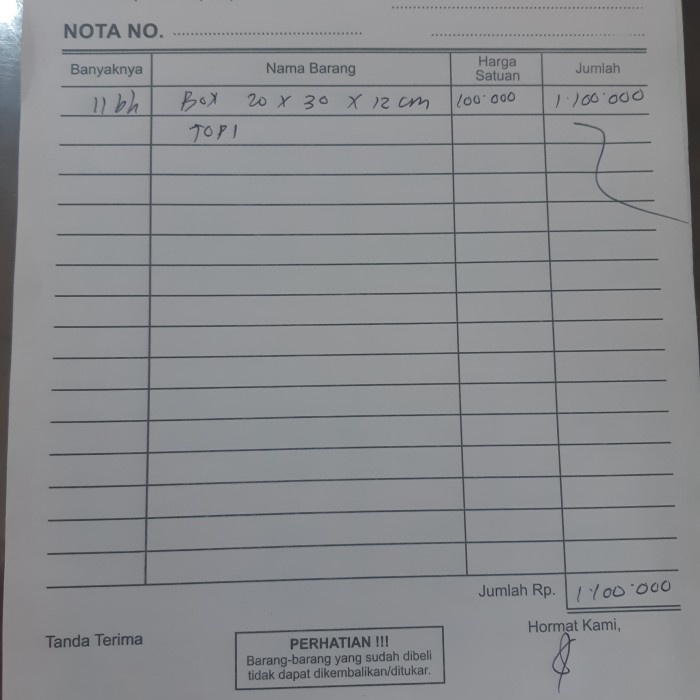 NOTA NO.
Banyaknya Nama Barang Harga Satuan Jumlah
11 bh Box 20 x 30 x 12 cm 100.000 1.100.000
TOPI
Jumlah Rp. 1.100.000
Tanda Terima
Hormat Kami,
PERHATIAN !!!
Barang-barang yang sudah dibeli
tidak dapat dikembalikan/ditukar.